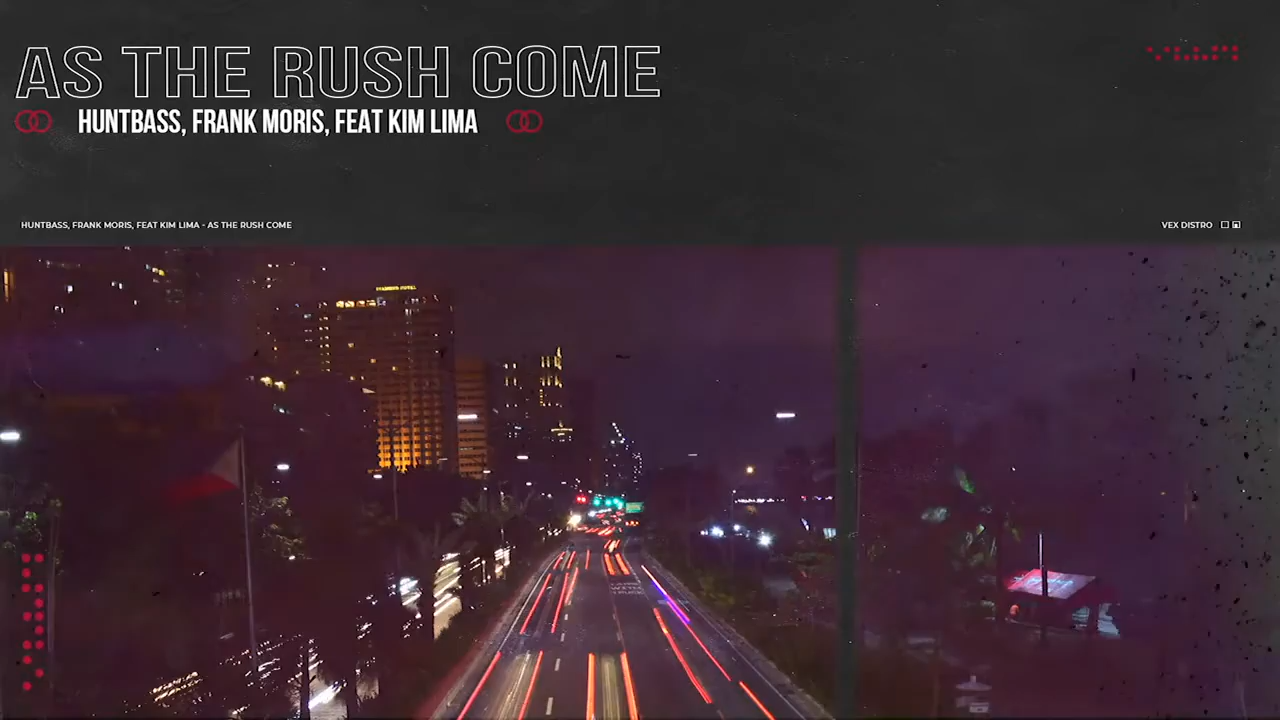 AS THE RUSH COME
HUNTBASS, FRANK MORIS, FEAT KIM LIMA
HUNTBASS, FRANK MORIS, FEAT KIM LIMA - AS THE RUSH COME
VEX DISTRO